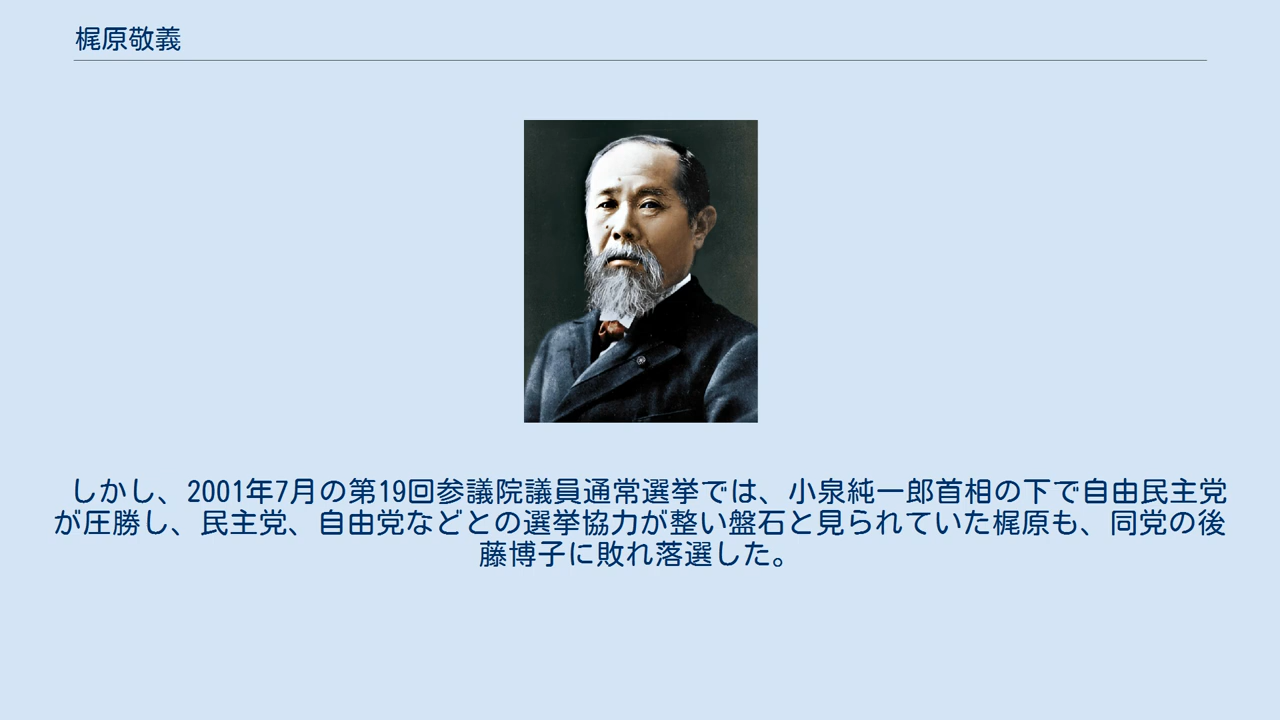 梶原敬義
しかし、2001年7月の第19回参議院議員通常選挙では、小泉純一郎首相の下で自由民主党
が圧勝し、民主党、自由党などとの選挙協力が整い盤石と見られていた梶原も、同党の後
藤博子に敗れ落選した。